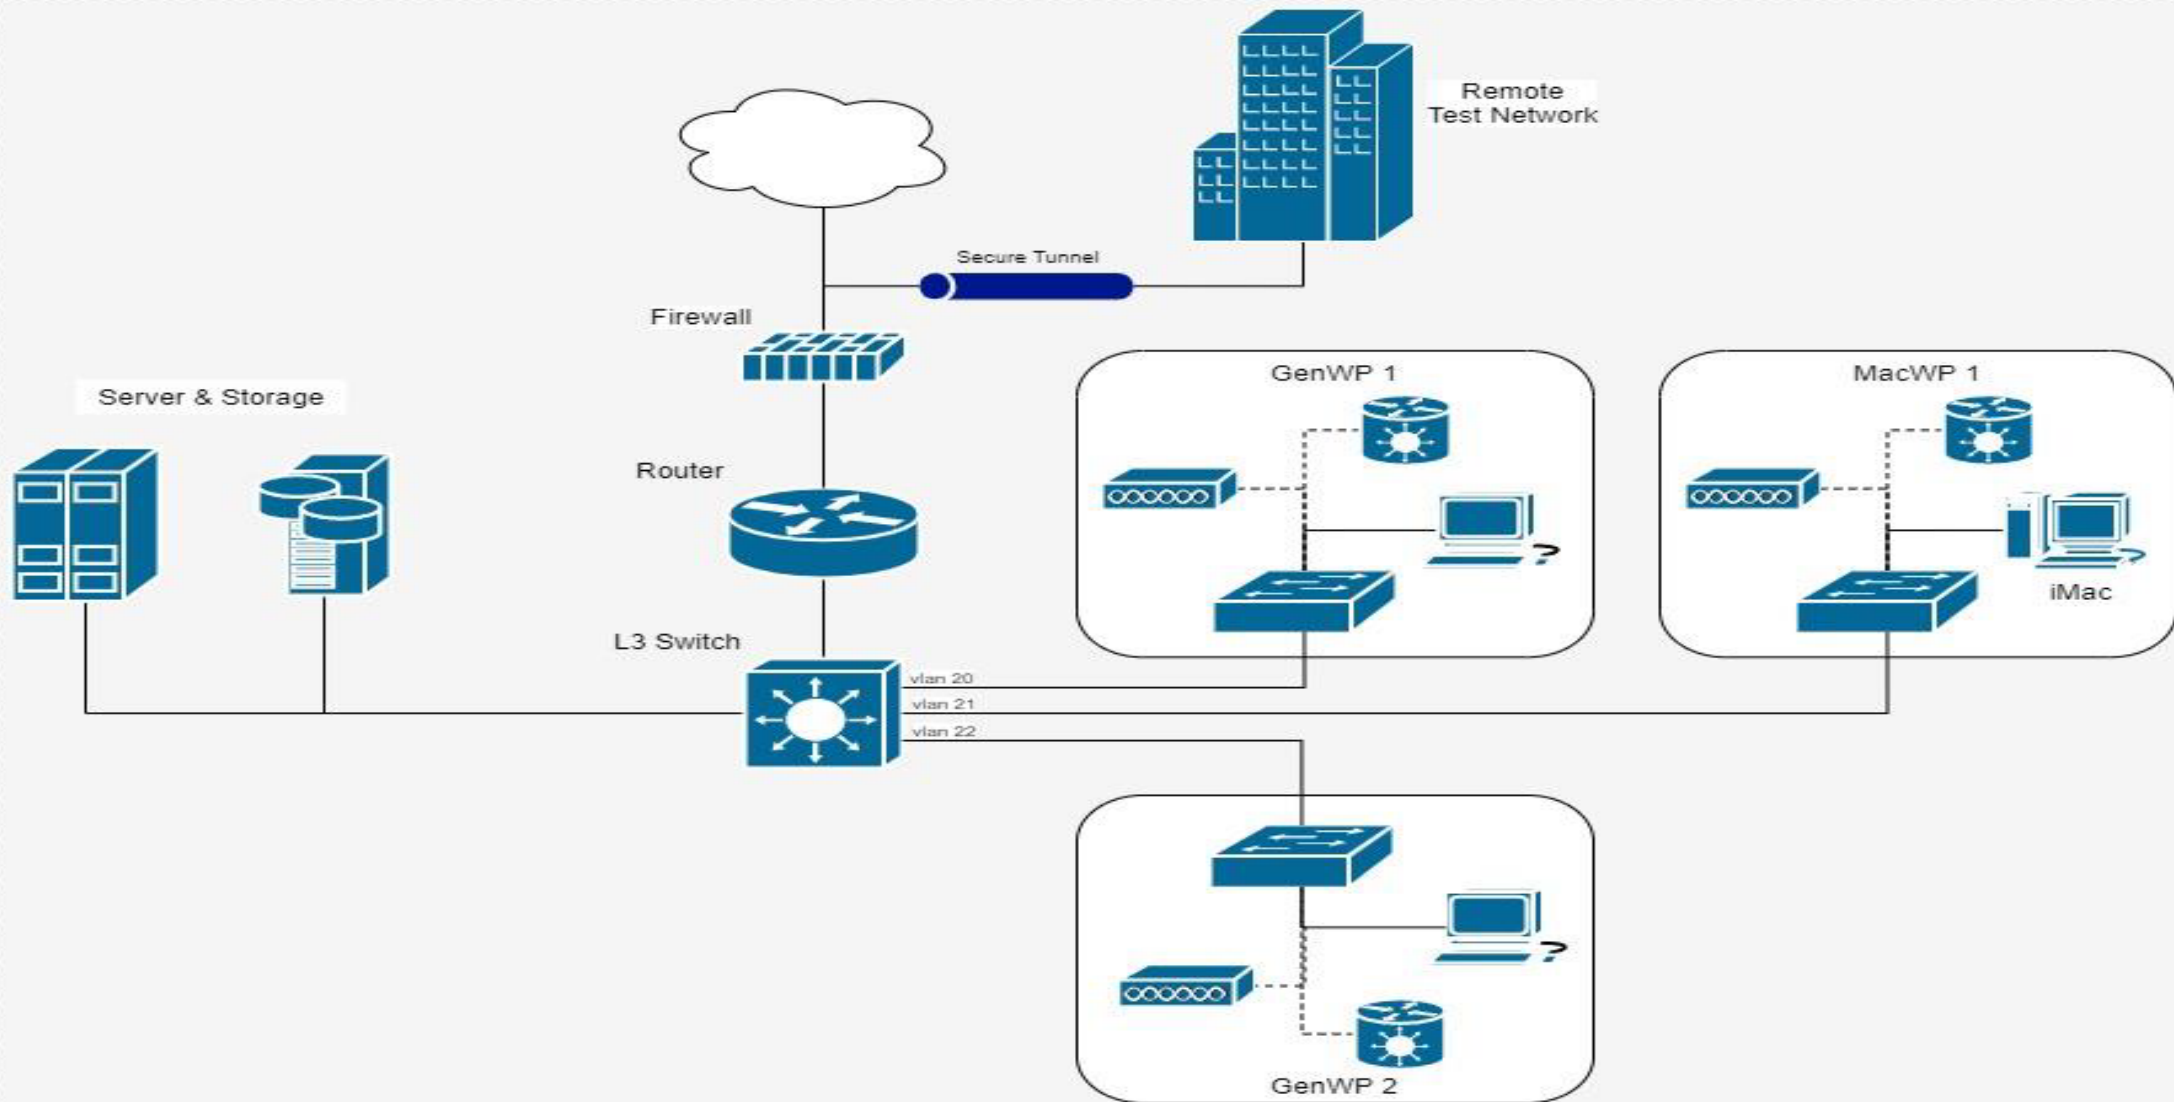 Remote
Test Network
Secure Tunnel
Firewall
GenWP 1
MacWP 1
Server & Storage
Router
iMac
L3 Switch
vlan 20
vlan 21
vlan 22
GenWP 2